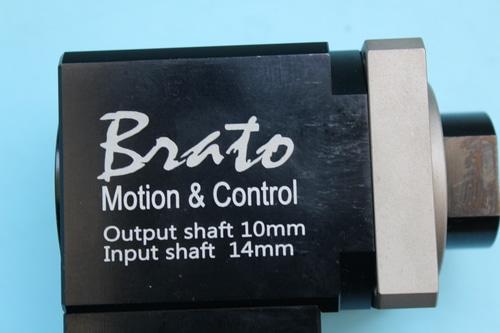 Brato
Motion & Control
Output shaft 10mm
Input shaft 14mm